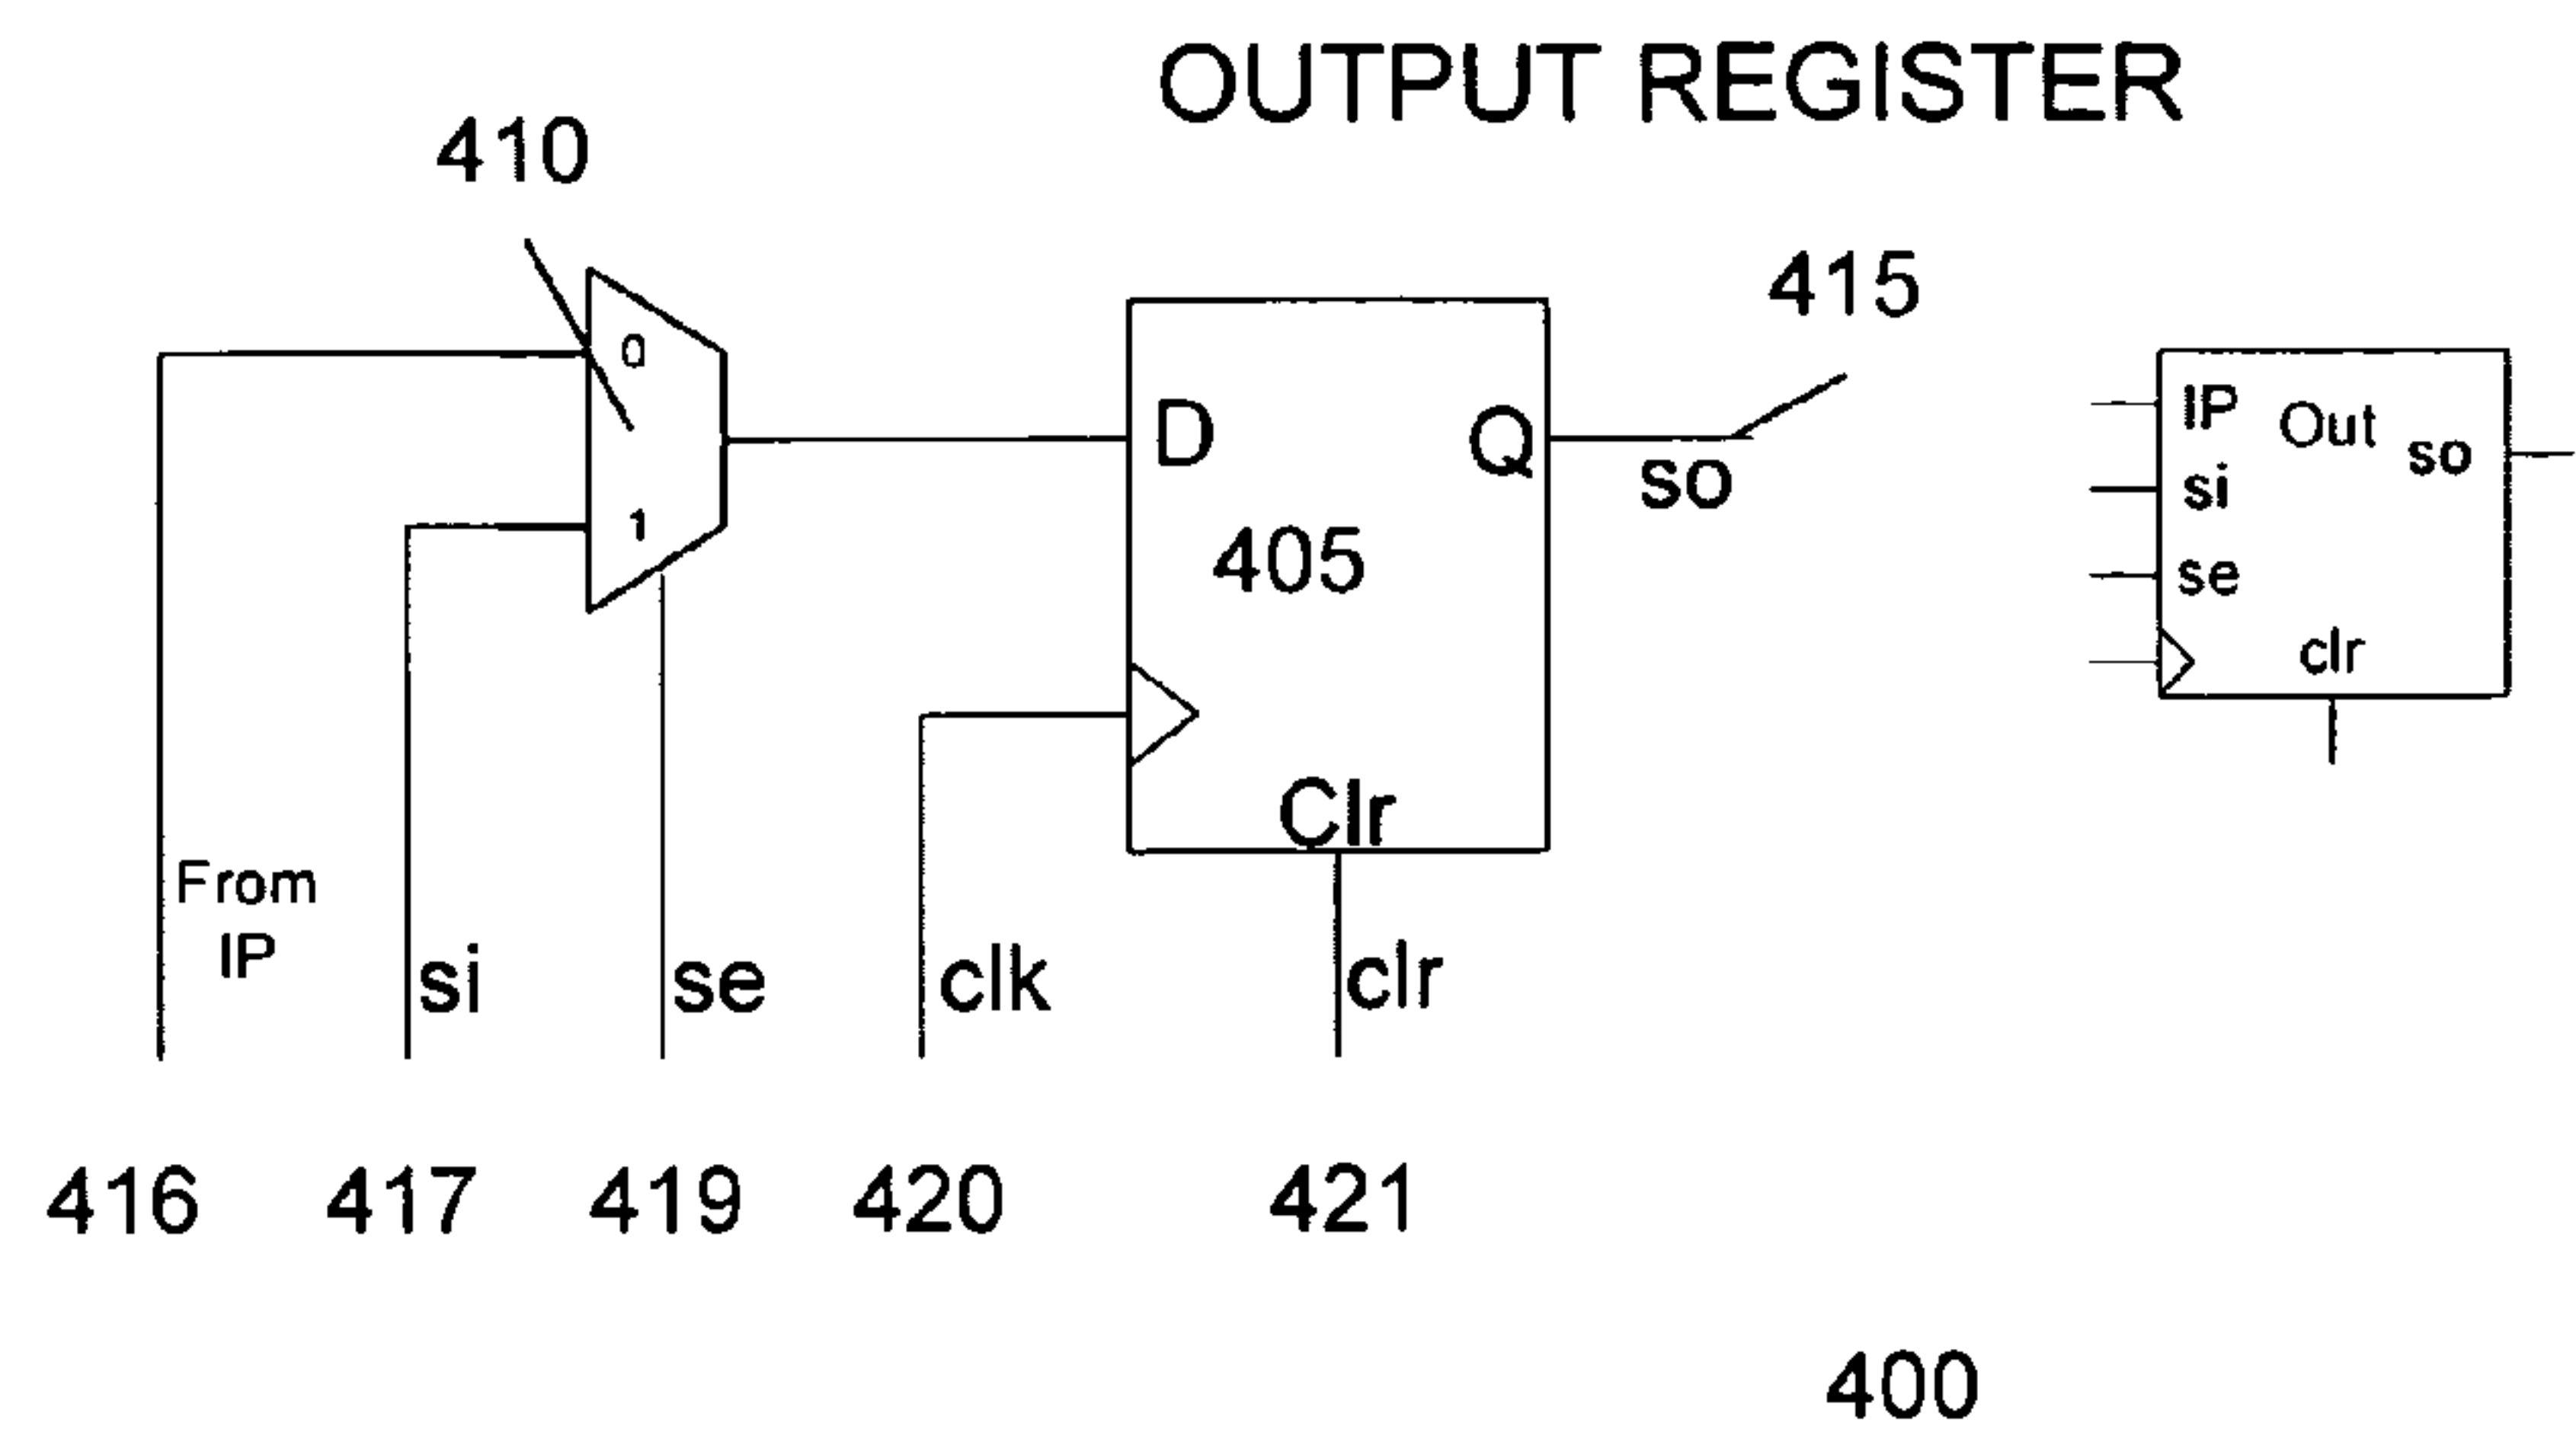 OUTPUT REGISTER
410
415
0
1
D
Q
so
405
Clr
IP
Out
so
si
se
clr
From
IP
si
se
clk
clr
416
417
419
420
421
400